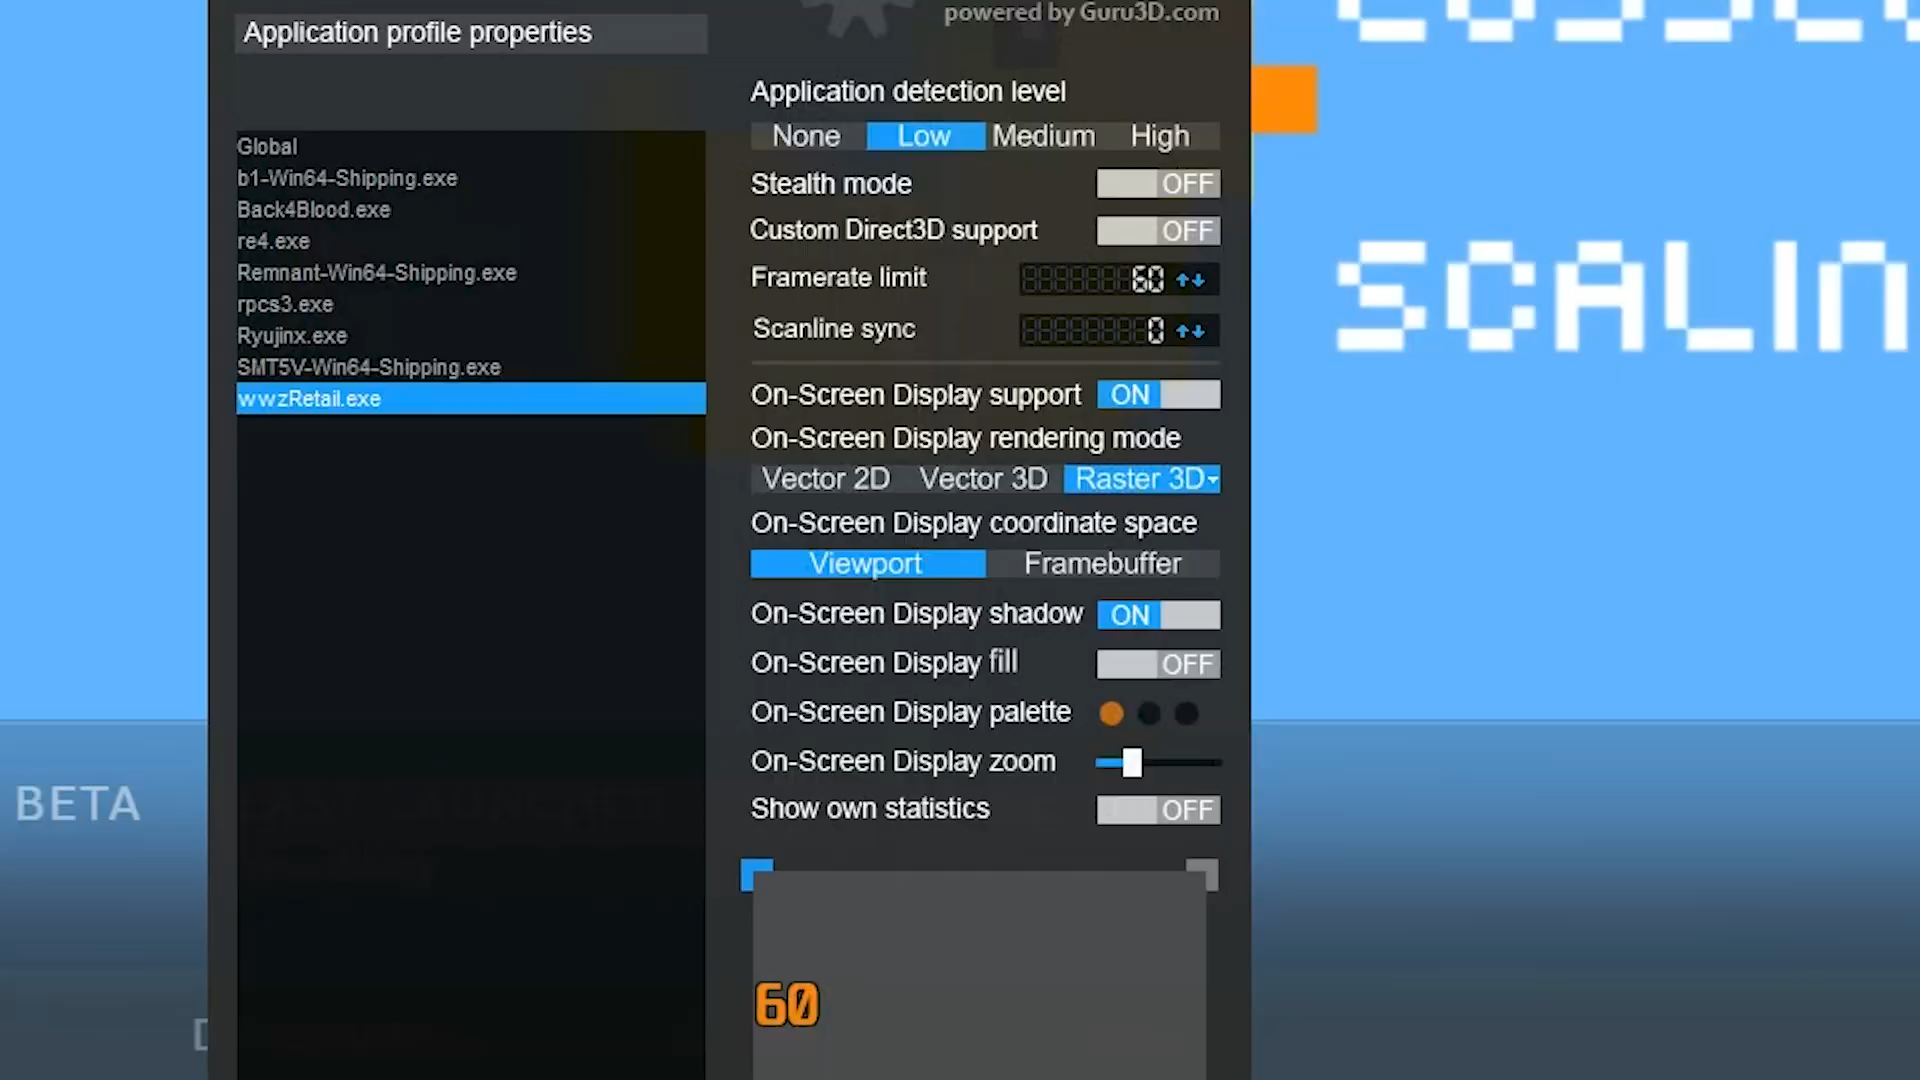 powered by Guru3D.com
Application profile properties
Global
b1-Win64-Shipping.exe
Back4Blood.exe
re4.exe
Remnant-Win64-Shipping.exe
rpcs3.exe
Ryujinx.exe
SMT5V-Win64-Shipping.exe
wwzRetail.exe
Application detection level
None Low Medium High
Stealth mode OFF
Custom Direct3D support OFF
Framerate limit 60
Scanline sync 0
On-Screen Display support ON
On-Screen Display rendering mode
Vector 2D Vector 3D Raster 3D
On-Screen Display coordinate space
Viewport Framebuffer
On-Screen Display shadow ON
On-Screen Display fill OFF
On-Screen Display palette
On-Screen Display zoom
Show own statistics OFF
60
SCALIN
BETA